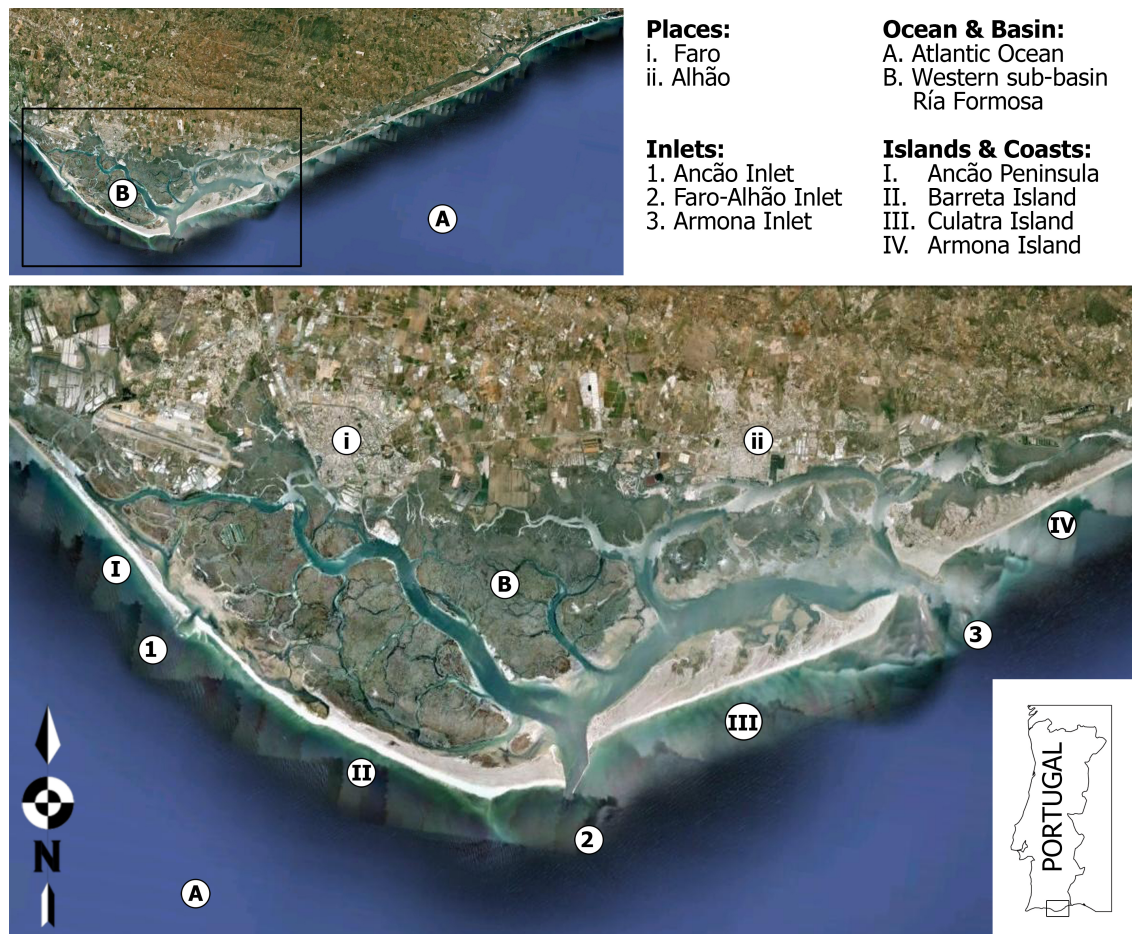 Places:
i. Faro
ii. Alhão
Ocean & Basin:
A. Atlantic Ocean
B. Western sub-basin
Ría Formosa
Inlets:
1. Ancão Inlet
2. Faro-Alhão Inlet
3. Armona Inlet
Islands & Coasts:
I. Ancão Peninsula
II. Barreta Island
III. Culatra Island
IV. Armona Island
B
A
i
ii
IV
I
B
1
3
III
II
2
N
A
PORTUGAL